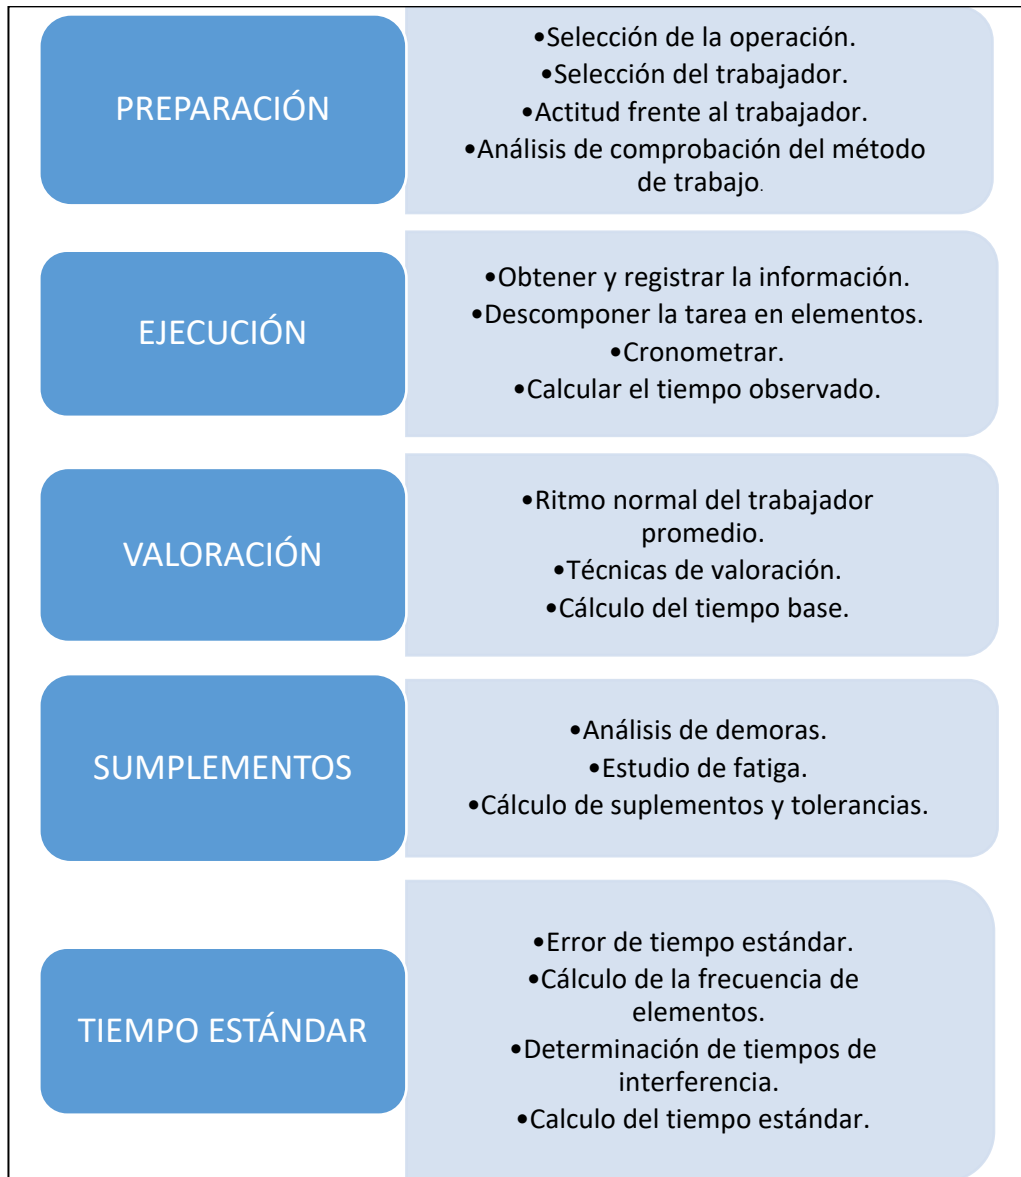 PREPARACIÓN
•Selección de la operación.
•Selección del trabajador.
•Actitud frente al trabajador.
•Análisis de comprobación del método
de trabajo.
EJECUCIÓN
•Obtener y registrar la información.
•Descomponer la tarea en elementos.
•Cronometrar.
•Calcular el tiempo observado.
VALORACIÓN
•Ritmo normal del trabajador
promedio.
•Técnicas de valoración.
•Cálculo del tiempo base.
SUMPLEMENTOS
•Análisis de demoras.
•Estudio de fatiga.
•Cálculo de suplementos y tolerancias.
TIEMPO ESTÁNDAR
•Error de tiempo estándar.
•Cálculo de la frecuencia de
elementos.
•Determinación de tiempos de
interferencia.
•Calculo del tiempo estándar.